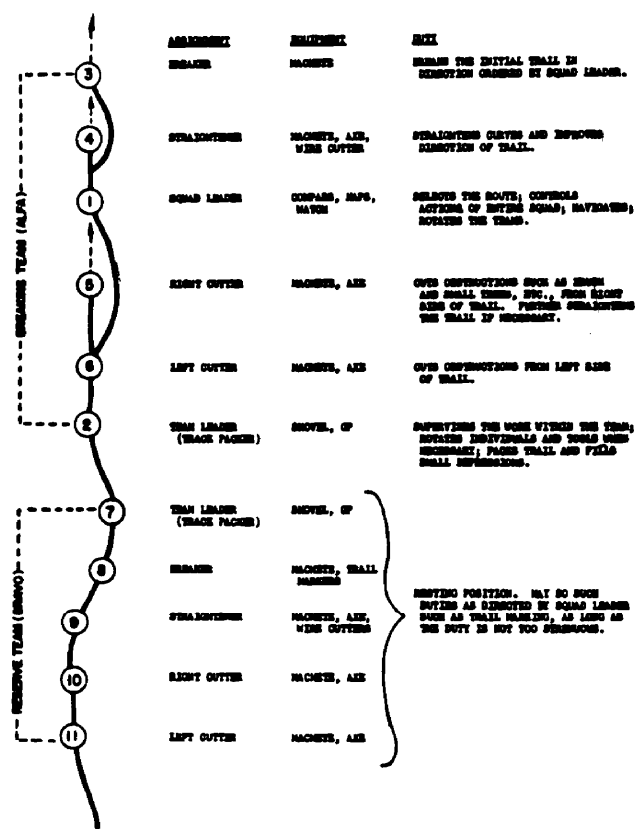 ASSIGNMENT EQUIPMENT DUTY
3 BREAKER MACHETE BREAKS THE INITIAL TRAIL IN
DIRECTION ORDERED BY SQUAD LEADER.
4 STRAIGHTENER MACHETE, AXE, STRAIGHTENS CURVES AND IMPROVES
WIRE CUTTER DIRECTION OF TRAIL.
1 SQUAD LEADER COMPASS, MAPS, SELECTS THE ROUTE; CONTROLS
WATCH ACTIONS OF ENTIRE SQUAD; NAVIGATES;
ROTATES THE TEAMS.
BREAKING TEAM (ALFA)
5 RIGHT CUTTER MACHETE, AXE CUTS OBSTRUCTIONS SUCH AS
AND SMALL TREES, ETC., FROM RIGHT
SIDE OF TRAIL. FURTHER STRAIGHTENS
THE TRAIL IF NECESSARY.
6 LEFT CUTTER MACHETE, AXE CUTS OBSTRUCTIONS FROM LEFT SIDE
OF TRAIL.
2 TEAM LEADER SHOVEL, GP SUPERVISES THE WORK WITHIN THE TEAM;
(TRACE PACKER) ROTATES INDIVIDUALS AND TOOLS WHEN
NECESSARY; PACKS TRAIL AND FILLS
SMALL DEPRESSIONS.
7 TEAM LEADER SHOVEL, GP
(TRACE PACKER)
8 BREAKER MACHETE, TRAIL
MARKERS
RESERVE TEAM (BRAVO)
RESTING POSITION. MAY SUCH
DUTIES AS DIRECTED BY SQUAD LEADER
SUCH AS TRAIL MARKING, AS LONG AS
THE DUTY IS NOT TOO STRENUOUS.
9 STRAIGHTENER MACHETE, AXE,
WIRE CUTTERS
10 RIGHT CUTTER MACHETE, AXE
11 LEFT CUTTER MACHETE, AXE